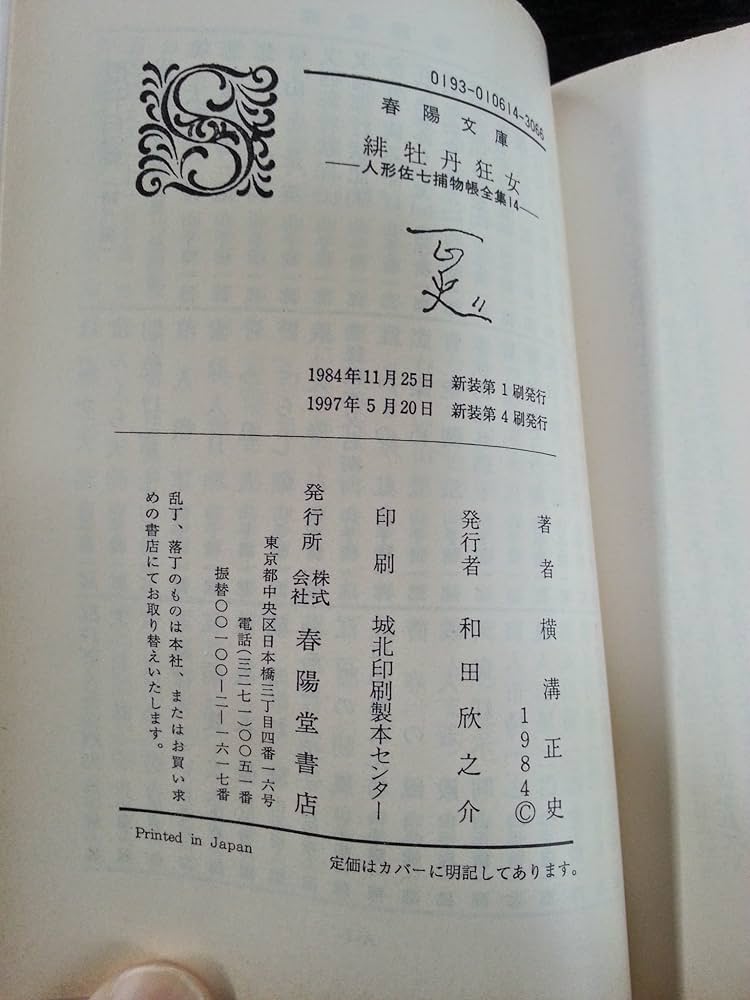 S
0193-010614-3066
春陽文庫
緋牡丹狂女
──人形佐七捕物帳全集14──
正史
1984年11月25日 新装第1刷発行
1997年5月20日 新装第4刷発行
著者 横溝正史
1984©
発行者 和田欣之介
印刷 城北印刷製本センター
発行所 株式会社 春陽堂書店
東京都中央区日本橋三丁目四番一六号
電話(三二七一)〇〇五一番
振替〇〇一〇〇―二―一六一七番
乱丁、落丁のものは本社、またはお買い求
めの書店にてお取り替えいたします。
Printed in Japan
定価はカバーに明記してあります。